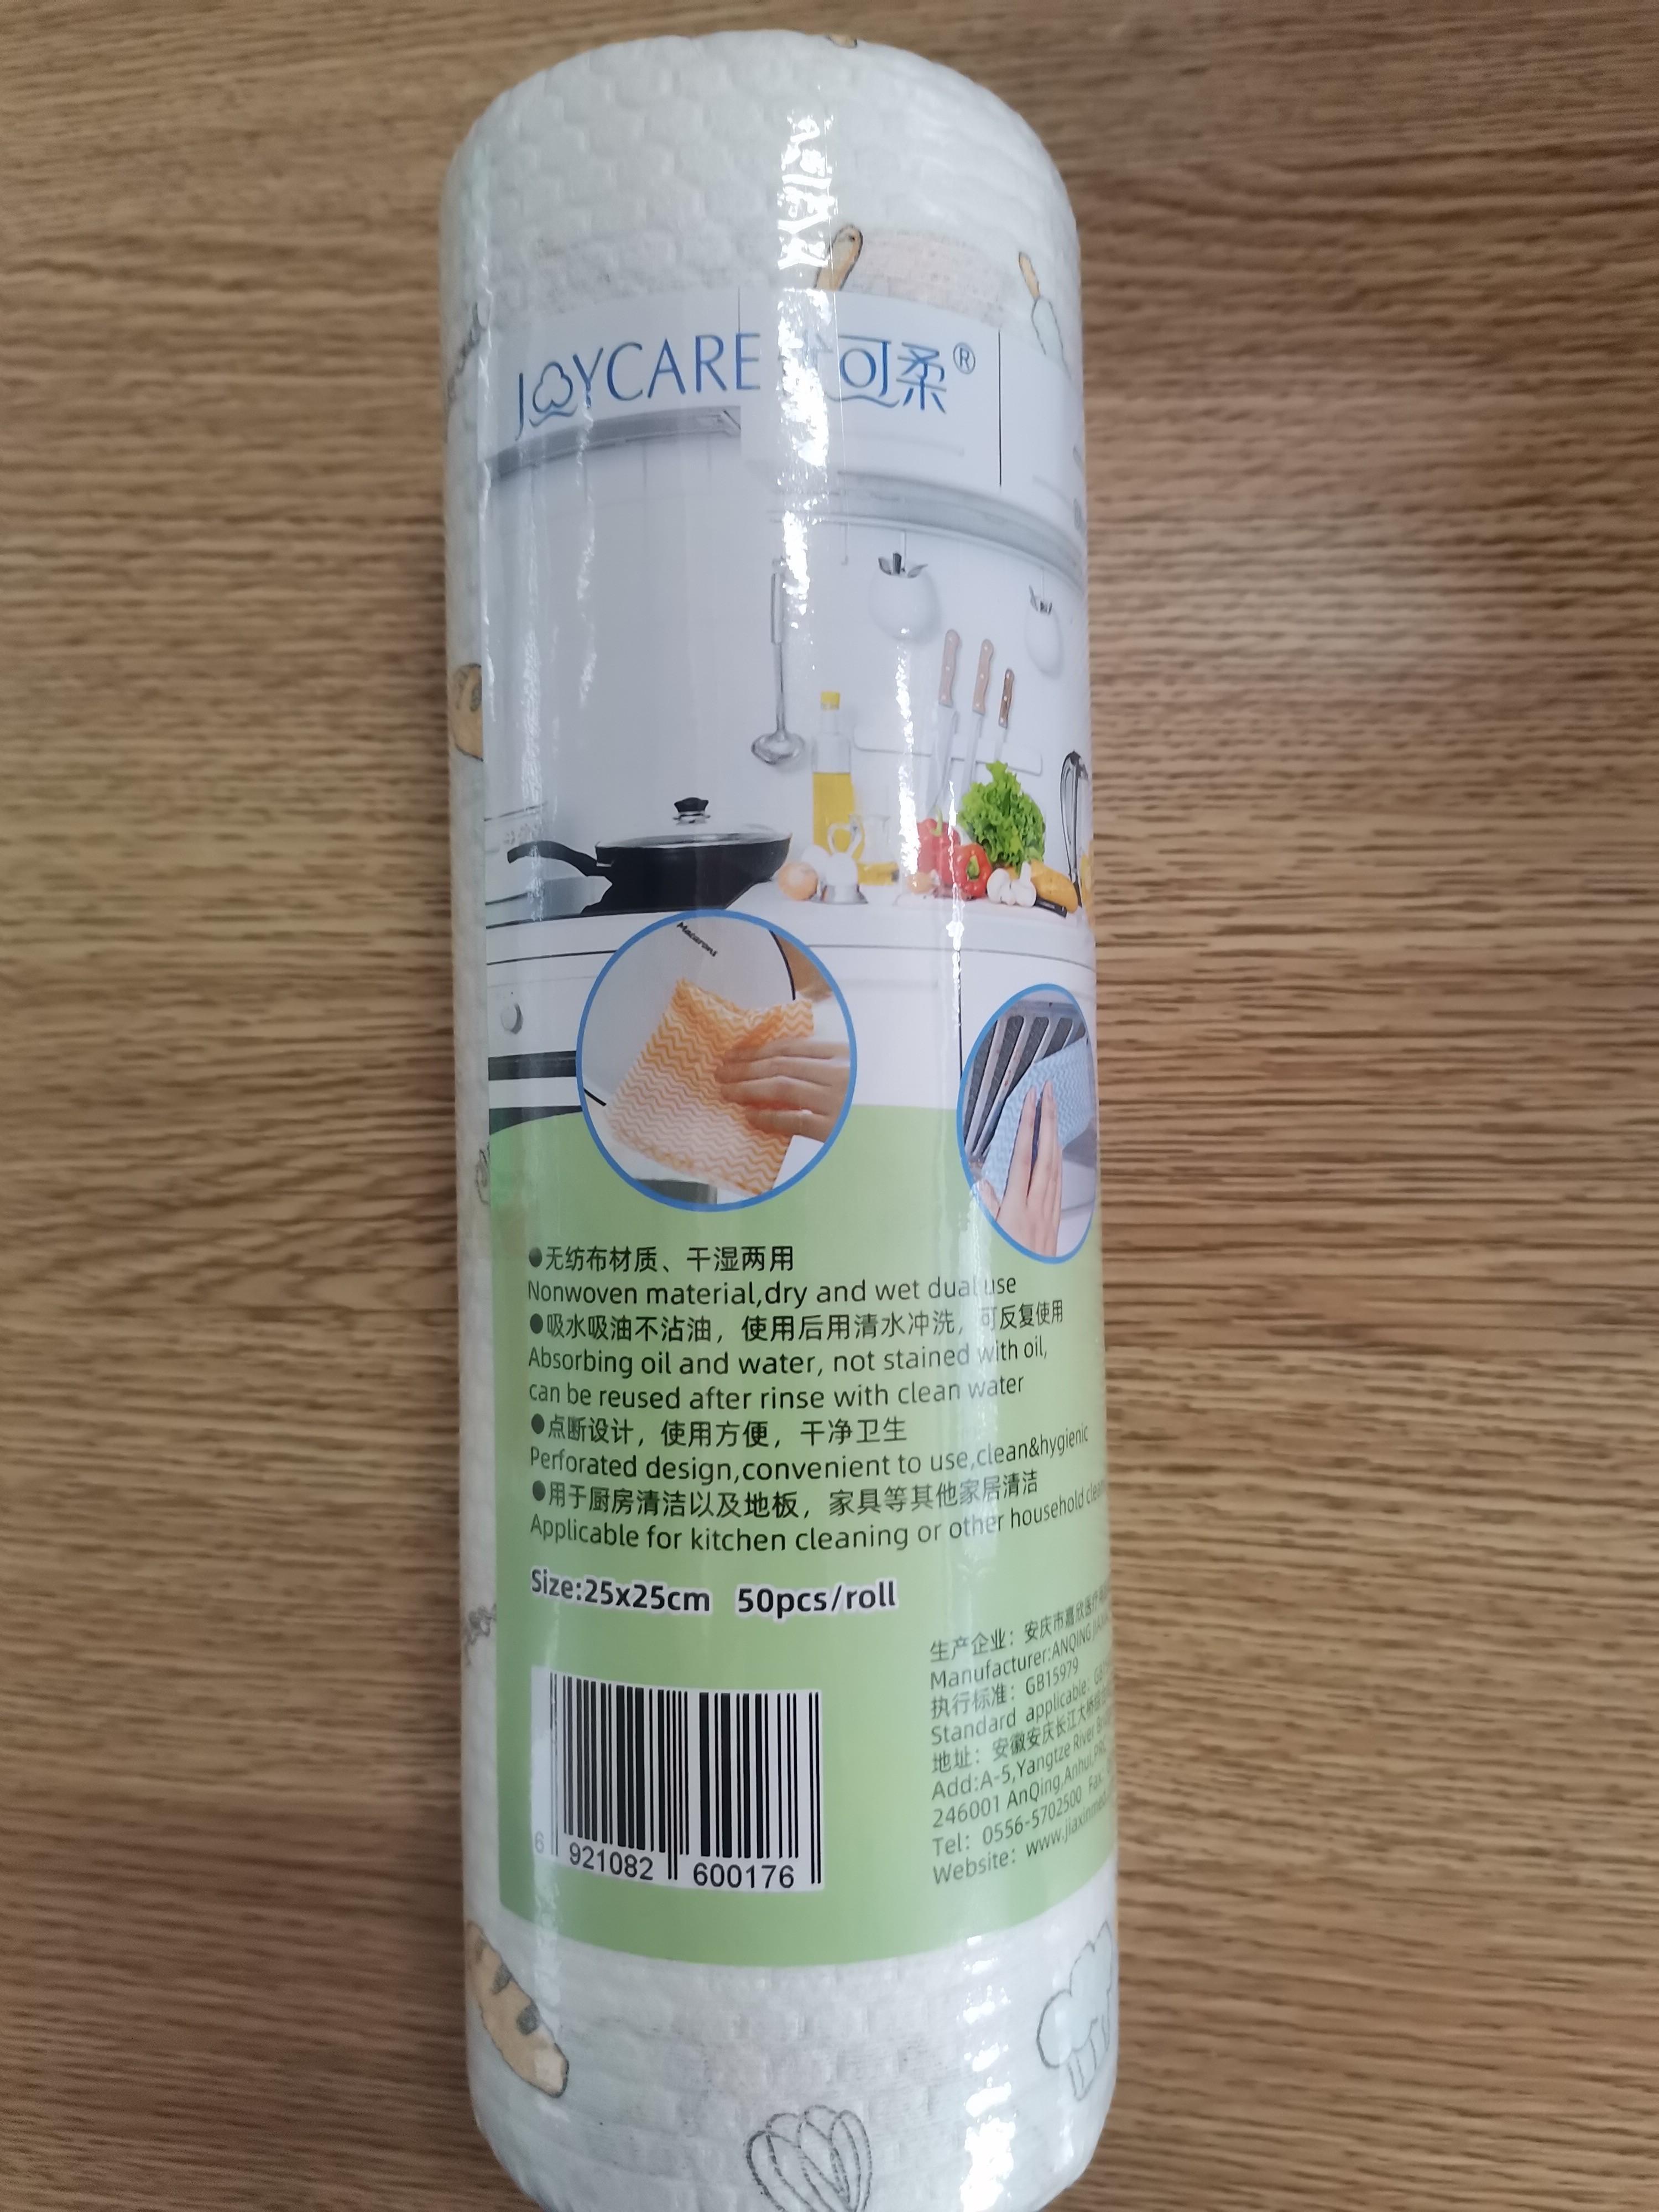 JOYCARE 可柔®
Macaroni
●无纺布材质、干湿两用
Nonwoven material,dry and wet dual use
●吸水吸油不沾油，使用后用清水冲洗，可反复使用
Absorbing oil and water, not stained with oil,
can be reused after rinse with clean water
●点断设计，使用方便，干净卫生
Perforated design,convenient to use,clean&hygienic
●用于厨房清洁以及地板，家具等其他家居清洁
Applicable for kitchen cleaning or other household
Size:25x25cm 50pcs/roll
生产企业：安庆市嘉欣医疗
Manufacturer:ANQING
执行标准：GB15979
Standard applicable:
地址：安徽安庆长江大桥
Add:A-5,Yangtze River
246001 AnQing,Anhui,PRC
Tel: 0556-5702500 Fax:
Website: www.jiaxinmed
6 921082 600176